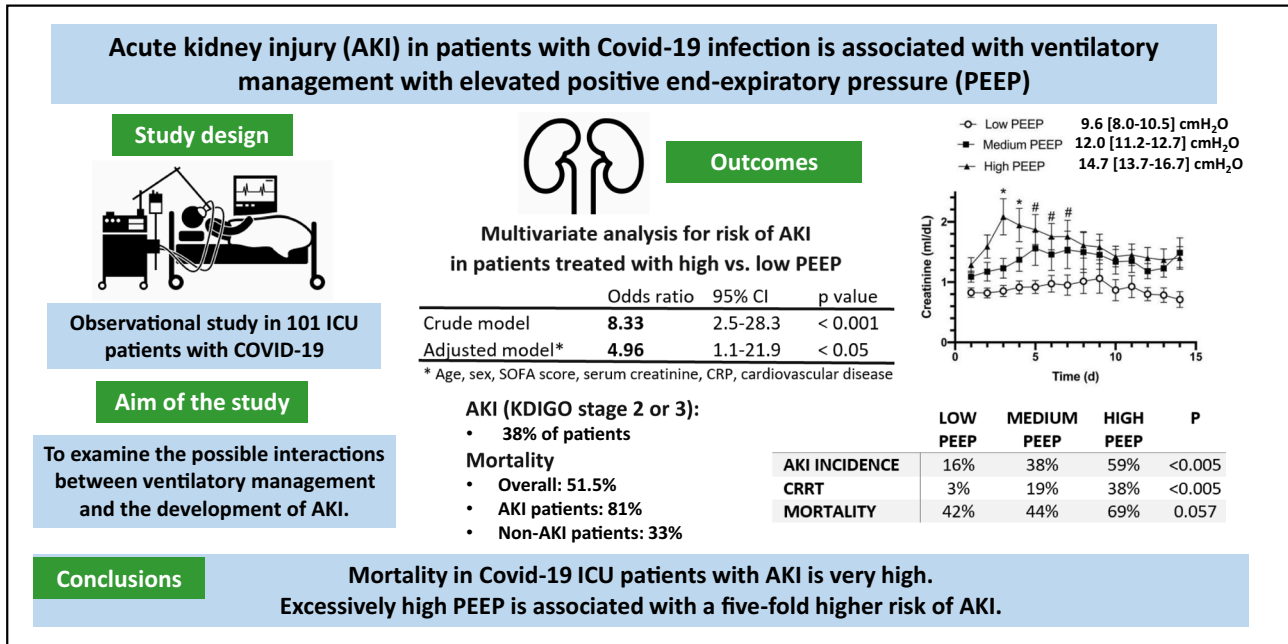 Acute kidney injury (AKI) in patients with Covid-19 infection is associated with ventilatory
management with elevated positive end-expiratory pressure (PEEP)
Study design
Observational study in 101 ICU
patients with COVID-19
Aim of the study
To examine the possible interactions
between ventilatory management
and the development of AKI.
Outcomes
Multivariate analysis for risk of AKI
in patients treated with high vs. low PEEP
Odds ratio 95% CI p value
Crude model 8.33 2.5-28.3 < 0.001
Adjusted model* 4.96 1.1-21.9 < 0.05
* Age, sex, SOFA score, serum creatinine, CRP, cardiovascular disease
AKI (KDIGO stage 2 or 3):
• 38% of patients
Mortality
• Overall: 51.5%
• AKI patients: 81%
• Non-AKI patients: 33%
Low PEEP 9.6 [8.0-10.5] cmH₂O
Medium PEEP 12.0 [11.2-12.7] cmH₂O
High PEEP 14.7 [13.7-16.7] cmH₂O
* * # # #
2
1
0
Creatinine (ml/dL)
0 5 10 15
Time (d)
LOW MEDIUM HIGH P
PEEP PEEP PEEP
AKI INCIDENCE 16% 38% 59% <0.005
CRRT 3% 19% 38% <0.005
MORTALITY 42% 44% 69% 0.057
Conclusions
Mortality in Covid-19 ICU patients with AKI is very high.
Excessively high PEEP is associated with a five-fold higher risk of AKI.